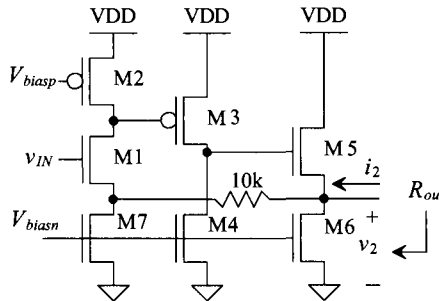 VDD VDD VDD
V_biasp M2
M3
v_IN M1 M5
10k i_2
R_ou
V_biasn M7 M4 M6 +
v_2
−